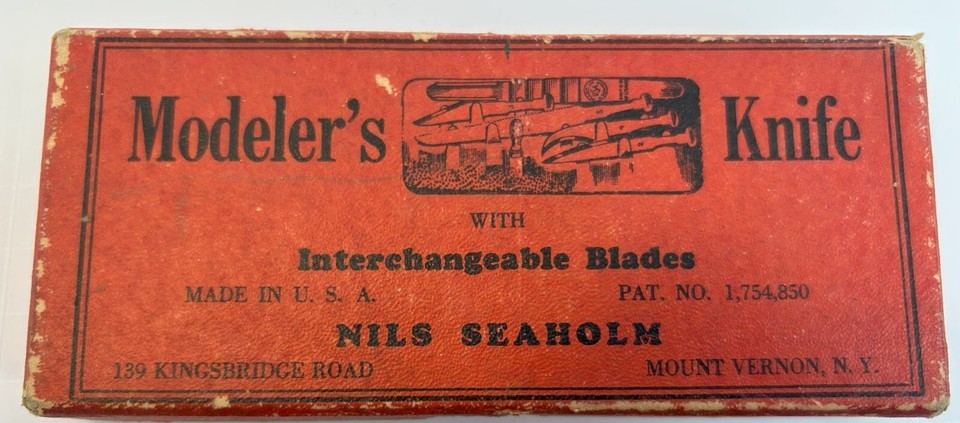 Modeler's Knife
WITH
Interchangeable Blades
MADE IN U. S. A. PAT. NO. 1,754,850
NILS SEAHOLM
139 KINGSBRIDGE ROAD MOUNT VERNON, N. Y.